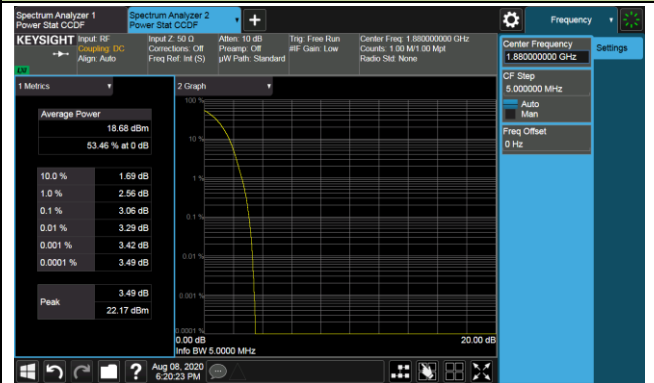 Spectrum Analyzer 1
Power Stat CCDF
Spectrum Analyzer 2
Power Stat CCDF
Frequency
KEYSIGHT
Input: RF
Coupling: DC
Align: Auto
Input Z: 50 Ω
Corrections: Off
Freq Ref: Int (S)
Atten: 10 dB
Preamp: Off
µW Path: Standard
Trig: Free Run
#IF Gain: Low
Center Freq: 1.880000000 GHz
Counts: 1.00 M/1.00 Mpt
Radio Std: None
Center Frequency
1.880000000 GHz
Settings
CF Step
5.000000 MHz
Auto
Man
Freq Offset
0 Hz
1 Metrics
Average Power
18.68 dBm
53.46 % at 0 dB
10.0 % 1.69 dB
1.0 % 2.56 dB
0.1 % 3.06 dB
0.01 % 3.29 dB
0.001 % 3.42 dB
0.0001 % 3.49 dB
Peak
3.49 dB
22.17 dBm
2 Graph
100 %
10 %
1 %
0.1 %
0.01 %
0.001 %
0.0001 %
0.00 dB
20.00 dB
Info BW 5.0000 MHz
?
Aug 08, 2020
6:20:23 PM